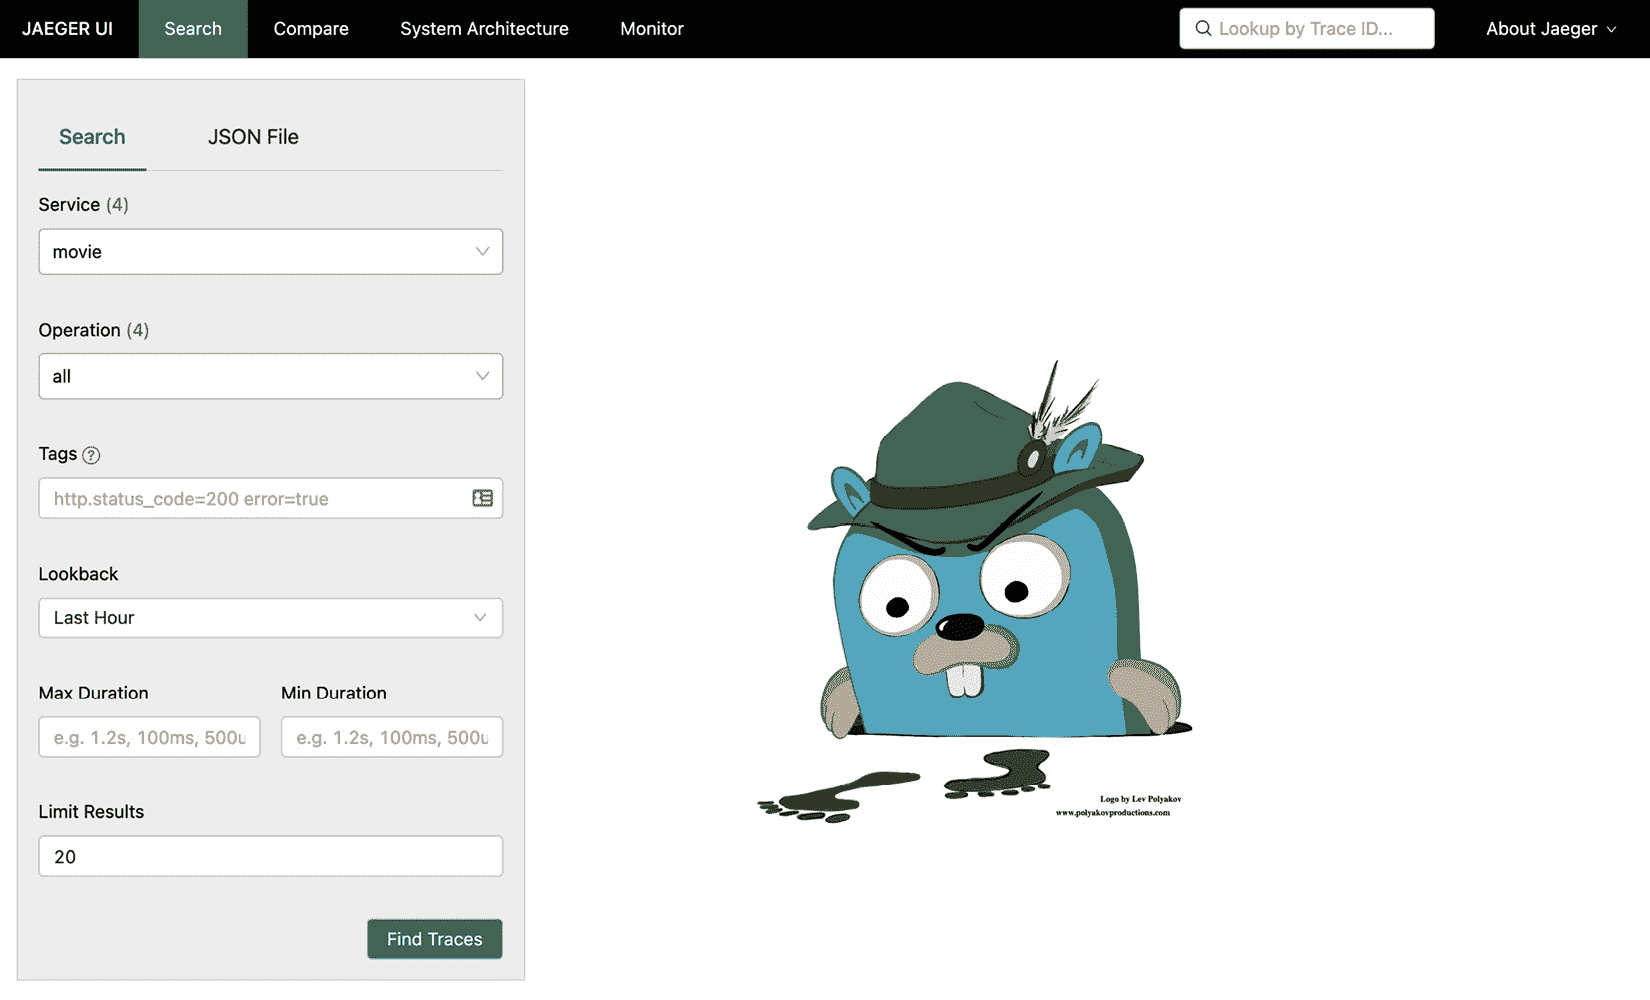 JAEGER UI Search Compare System Architecture Monitor Lookup by Trace ID... About Jaeger
Search JSON File
Service (4)
movie
Operation (4)
all
Tags ?
http.status_code=200 error=true
Lookback
Last Hour
Max Duration Min Duration
e.g. 1.2s, 100ms, 500u e.g. 1.2s, 100ms, 500u
Limit Results
20
Find Traces
Logo by Lev Polyakov
www.polyakovproductions.com